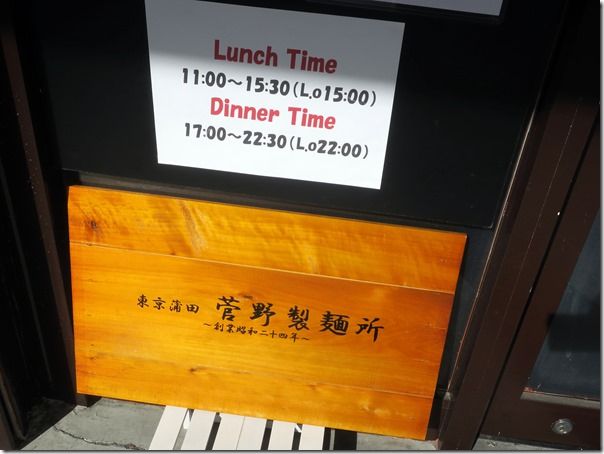 Lunch Time
11:00～15:30(L.o15:00)
Dinner Time
17:00～22:30(L.o22:00)
東京蒲田 菅野製麺所
～創業昭和二十四年～